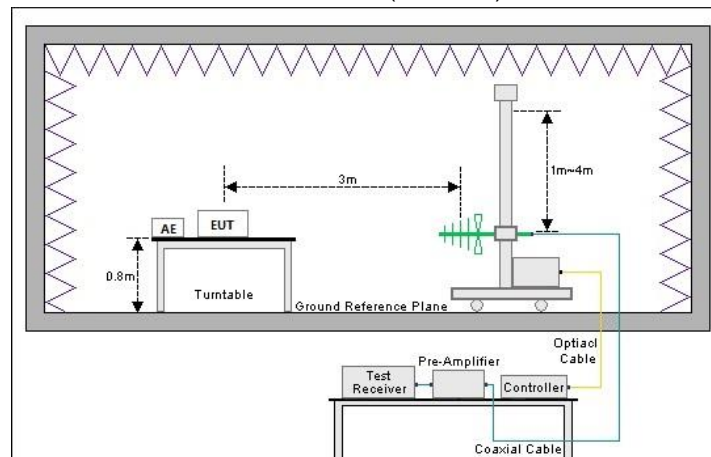 3m
1m~4m
AE
EUT
0.8m
Turntable
Ground Reference Plane
Optiacl
Cable
Pre-Amplifier
Test
Receiver
Controller
Coaxial Cable